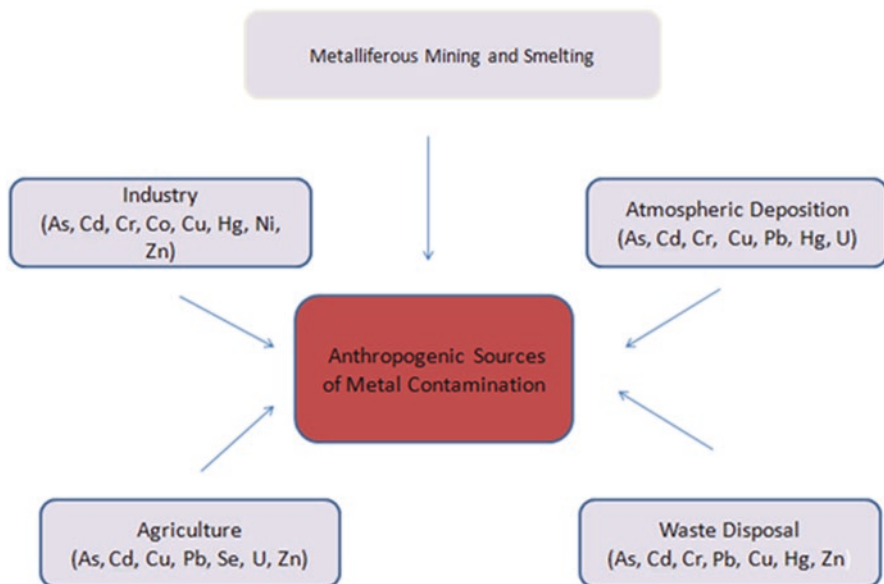 Metalliferous Mining and Smelting
Industry
(As, Cd, Cr, Co, Cu, Hg, Ni,
Zn)
Atmospheric Deposition
(As, Cd, Cr, Cu, Pb, Hg, U)
Anthropogenic Sources
of Metal Contamination
Agriculture
(As, Cd, Cu, Pb, Se, U, Zn)
Waste Disposal
(As, Cd, Cr, Pb, Cu, Hg, Zn)